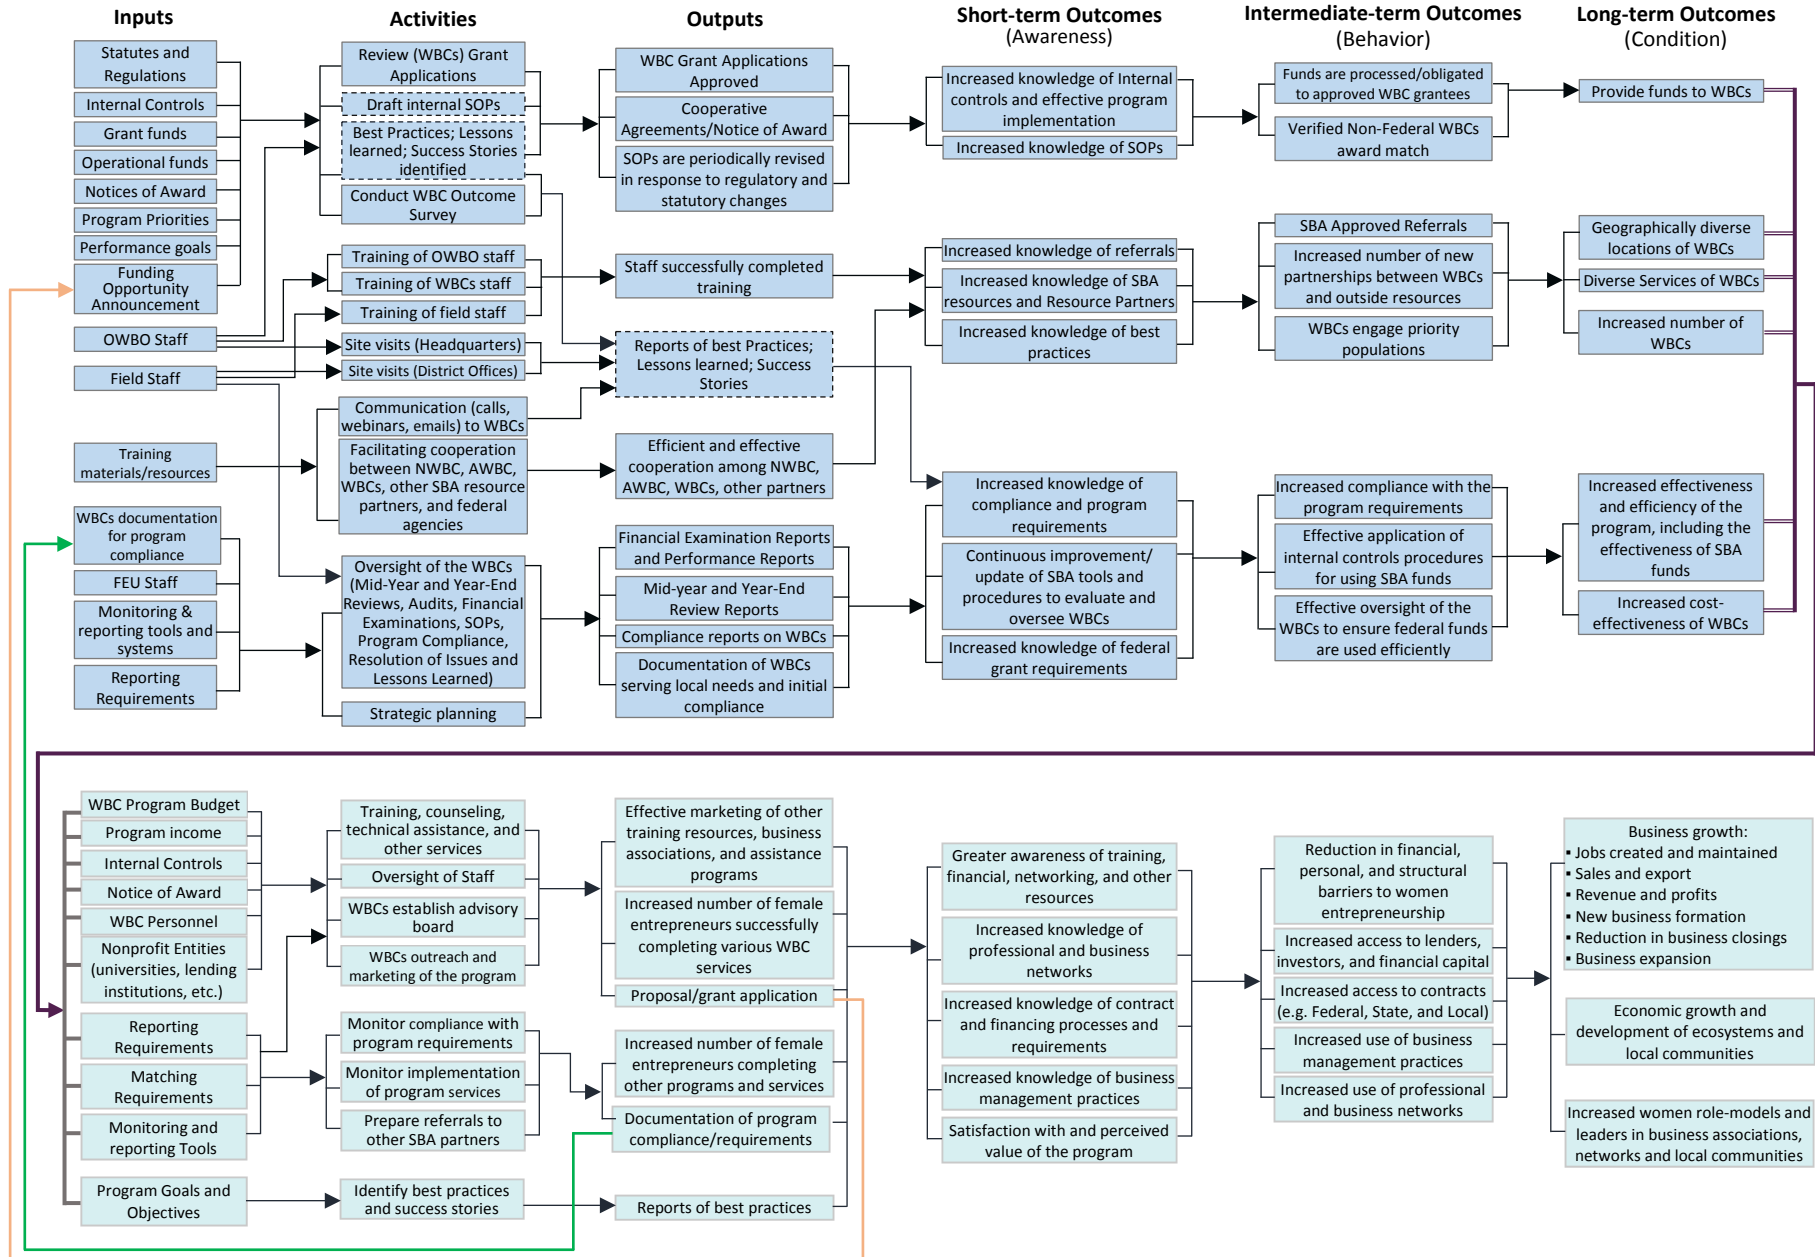 Inputs
Activities
Outputs
Short-term Outcomes
(Awareness)
Intermediate-term Outcomes
(Behavior)
Long-term Outcomes
(Condition)
Statutes and
Regulations
Internal Controls
Grant funds
Operational funds
Notices of Award
Program Priorities
Performance goals
Funding
Opportunity
Announcement
OWBO Staff
Field Staff
Training
materials/resources
WBCs documentation
for program
compliance
FEU Staff
Monitoring &
reporting tools and
systems
Reporting
Requirements
Review (WBCs) Grant
Applications
Draft internal SOPs
Best Practices; Lessons
learned; Success Stories
identified
Conduct WBC Outcome
Survey
Training of OWBO staff
Training of WBCs staff
Training of field staff
Site visits (Headquarters)
Site visits (District Offices)
Communication (calls,
webinars, emails) to WBCs
Facilitating cooperation
between NWBC, AWBC,
WBCs, other SBA resource
partners, and federal
agencies
Oversight of the WBCs
(Mid-Year and Year-End
Reviews, Audits, Financial
Examinations, SOPs,
Program Compliance,
Resolution of Issues and
Lessons Learned)
Strategic planning
WBC Grant Applications
Approved
Cooperative
Agreements/Notice of Award
SOPs are periodically revised
in response to regulatory and
statutory changes
Staff successfully completed
training
Reports of best Practices;
Lessons learned; Success
Stories
Efficient and effective
cooperation among NWBC,
AWBC, WBCs, other partners
Financial Examination Reports
and Performance Reports
Mid-year and Year-End
Review Reports
Compliance reports on WBCs
Documentation of WBCs
serving local needs and initial
compliance
Increased knowledge of Internal
controls and effective program
implementation
Increased knowledge of SOPs
Increased knowledge of referrals
Increased knowledge of SBA
resources and Resource Partners
Increased knowledge of best
practices
Increased knowledge of
compliance and program
requirements
Continuous improvement/
update of SBA tools and
procedures to evaluate and
oversee WBCs
Increased knowledge of federal
grant requirements
Funds are processed/obligated
to approved WBC grantees
Verified Non-Federal WBCs
award match
SBA Approved Referrals
Increased number of new
partnerships between WBCs
and outside resources
WBCs engage priority
populations
Increased compliance with the
program requirements
Effective application of
internal controls procedures
for using SBA funds
Effective oversight of the
WBCs to ensure federal funds
are used efficiently
Provide funds to WBCs
Geographically diverse
locations of WBCs
Diverse Services of WBCs
Increased number of
WBCs
Increased effectiveness
and efficiency of the
program, including the
effectiveness of SBA
funds
Increased cost-
effectiveness of WBCs
WBC Program Budget
Program income
Internal Controls
Notice of Award
WBC Personnel
Nonprofit Entities
(universities, lending
institutions, etc.)
Reporting
Requirements
Matching
Requirements
Monitoring and
reporting Tools
Program Goals and
Objectives
Training, counseling,
technical assistance, and
other services
Oversight of Staff
WBCs establish advisory
board
WBCs outreach and
marketing of the program
Monitor compliance with
program requirements
Monitor implementation
of program services
Prepare referrals to
other SBA partners
Identify best practices
and success stories
Effective marketing of other
training resources, business
associations, and assistance
programs
Increased number of female
entrepreneurs successfully
completing various WBC
services
Proposal/grant application
Increased number of female
entrepreneurs completing
other programs and services
Documentation of program
compliance/requirements
Reports of best practices
Greater awareness of training,
financial, networking, and other
resources
Increased knowledge of
professional and business
networks
Increased knowledge of contract
and financing processes and
requirements
Increased knowledge of business
management practices
Satisfaction with and perceived
value of the program
Reduction in financial,
personal, and structural
barriers to women
entrepreneurship
Increased access to lenders,
investors, and financial capital
Increased access to contracts
(e.g. Federal, State, and Local)
Increased use of business
management practices
Increased use of professional
and business networks
Business growth:
▪ Jobs created and maintained
▪ Sales and export
▪ Revenue and profits
▪ New business formation
▪ Reduction in business closings
▪ Business expansion
Economic growth and
development of ecosystems and
local communities
Increased women role-models and
leaders in business associations,
networks and local communities